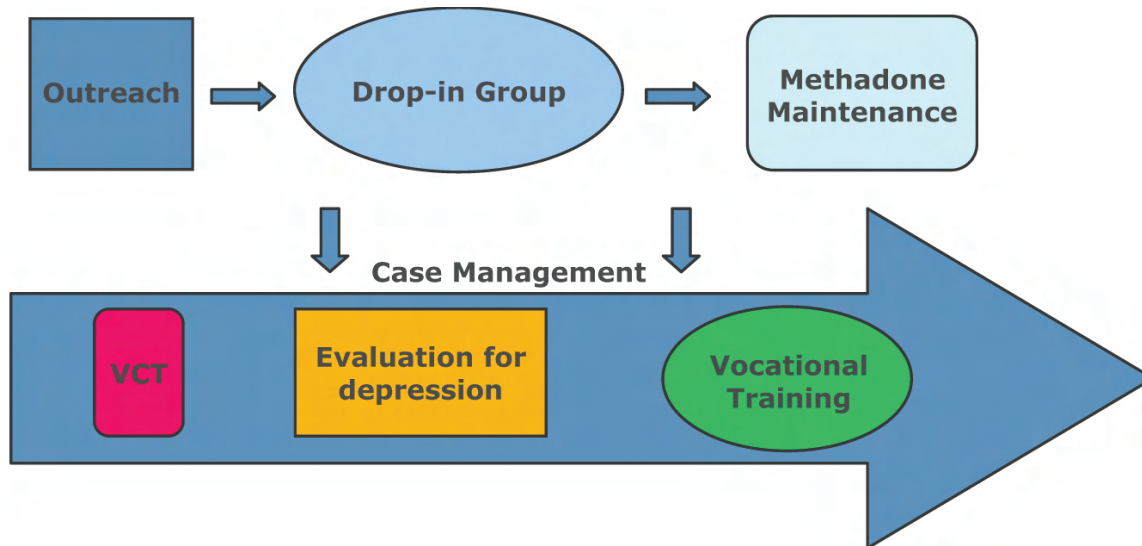 Outreach
Drop-in Group
Methadone
Maintenance
Case Management
VCT
Evaluation for
depression
Vocational
Training